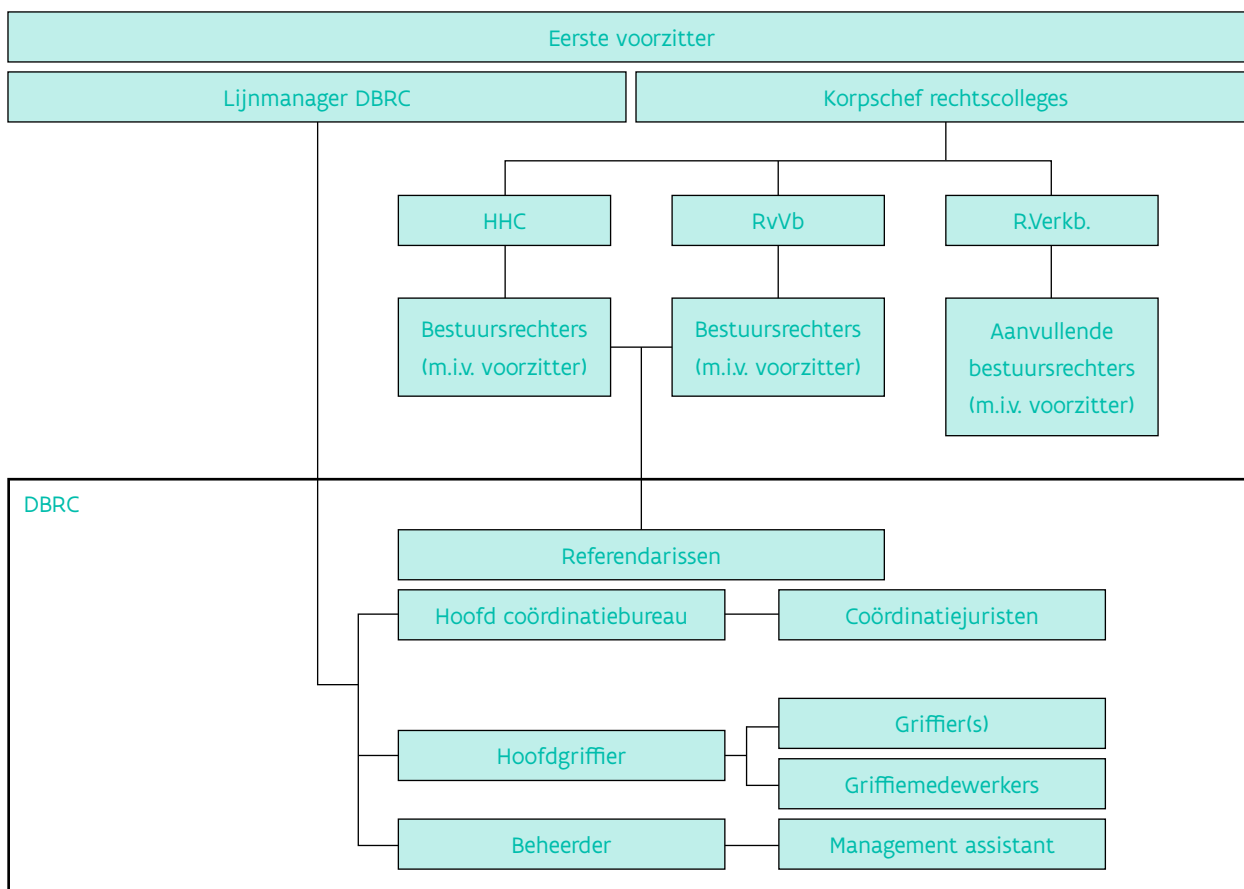 Eerste voorzitter
Lijnmanager DBRC
Korpschef rechtscolleges
HHC
RvVb
R.Verkb.
Bestuursrechters
(m.i.v. voorzitter)
Bestuursrechters
(m.i.v. voorzitter)
Aanvullende
bestuursrechters
(m.i.v. voorzitter)
DBRC
Referendarissen
Hoofd coördinatiebureau
Coördinatiejuristen
Hoofdgriffier
Griffier(s)
Griffiemedewerkers
Beheerder
Management assistant